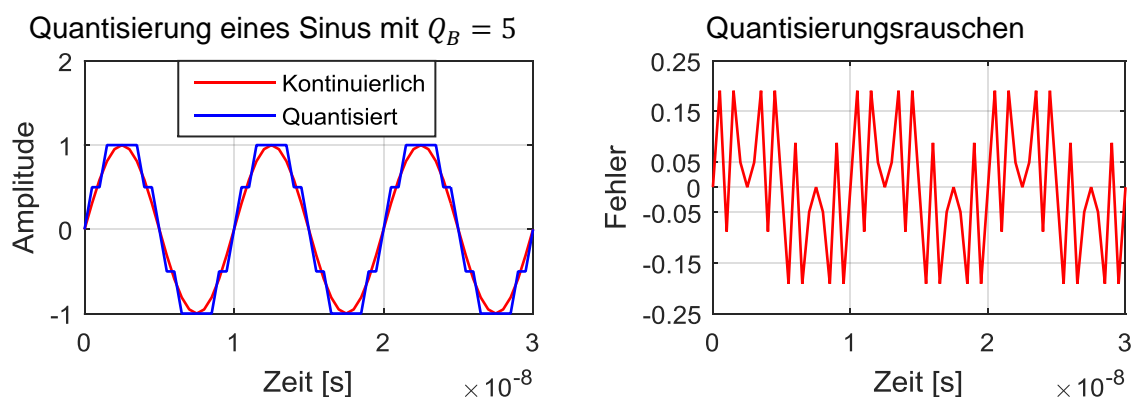 Quantisierung eines Sinus mit Q_B = 5
2
1
0
-1
Amplitude
Kontinuierlich
Quantisiert
0
1
2
3
Zeit [s]
×10^-8
Quantisierungsrauschen
0.25
0.15
0.05
0
-0.05
-0.15
-0.25
Fehler
0
1
2
3
Zeit [s]
×10^-8